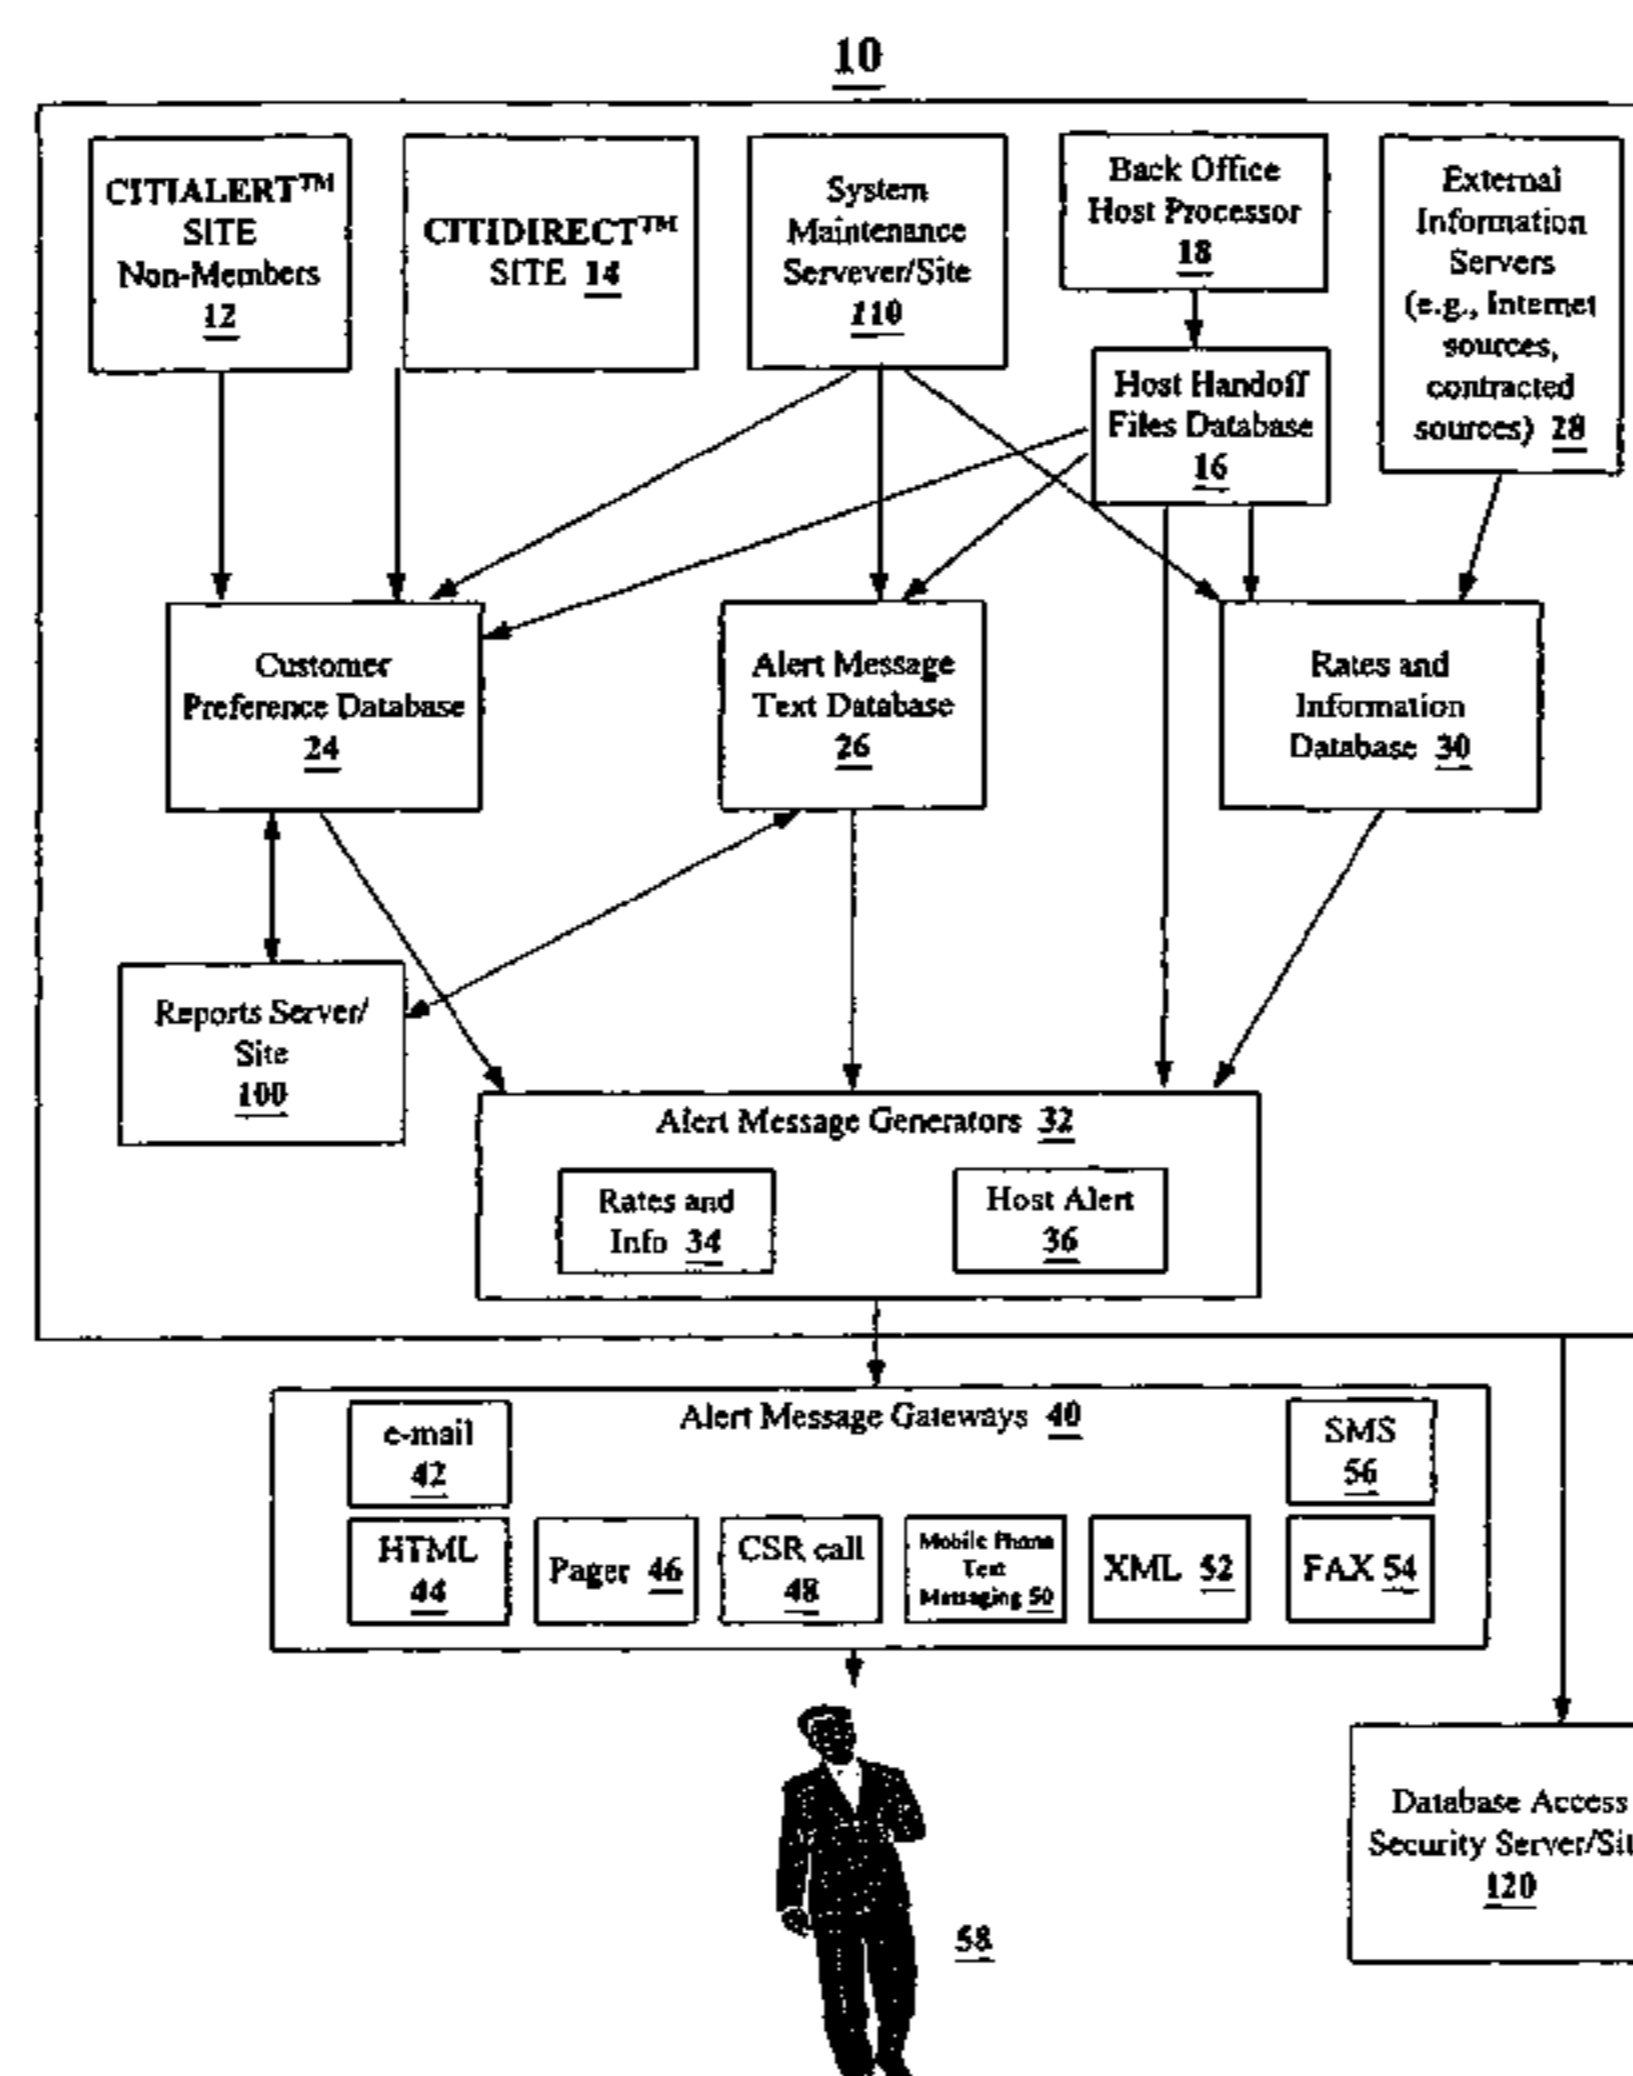 10
CITIALERT™
SITE
Non-Members
12
CITIDIRECT™
SITE 14
System
Maintenance
Servever/Site
110
Back Office
Host Processor
18
External
Information
Servers
(e.g., Internet
sources,
contracted
sources) 28
Host Handoff
Files Database
16
Customer
Preference Database
24
Alert Message
Text Database
26
Rates and
Information
Database 30
Reports Server/
Site
100
Alert Message Generators 32
Rates and
Info 34
Host Alert
36
Alert Message Gateways 40
e-mail
42
SMS
56
HTML
44
Pager 46
CSR call
48
Mobile Phone
Text
Messaging 50
XML 52
FAX 54
Database Access
Security Server/Sit
120
58